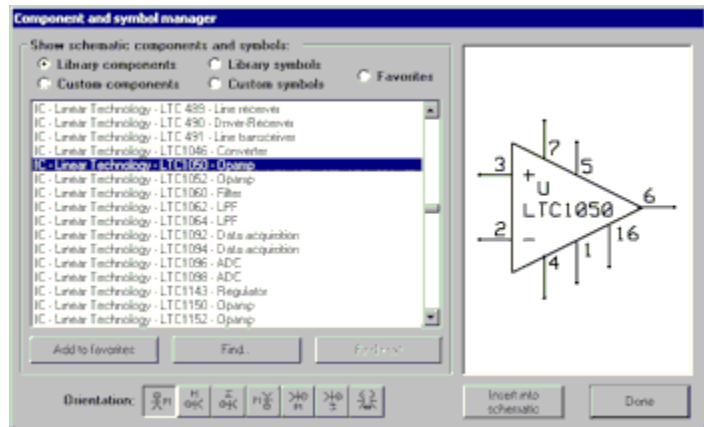 Component and symbol manager
Show schematic components and symbols:
Library components Library symbols
Custom components Custom symbols
Favorites
IC - Linear Technology - LTC 489 - Line receiver
IC - Linear Technology - LTC 490 - Driver-Receiver
IC - Linear Technology - LTC 491 - Line transceiver
IC - Linear Technology - LTC1046 - Converter
IC - Linear Technology - LTC1050 - Opamp
IC - Linear Technology - LTC1052 - Opamp
IC - Linear Technology - LTC1060 - Filter
IC - Linear Technology - LTC1062 - LPF
IC - Linear Technology - LTC1064 - LPF
IC - Linear Technology - LTC1092 - Data acquisition
IC - Linear Technology - LTC1094 - Data acquisition
IC - Linear Technology - LTC1096 - ADC
IC - Linear Technology - LTC1098 - ADC
IC - Linear Technology - LTC1143 - Regulator
IC - Linear Technology - LTC1150 - Opamp
IC - Linear Technology - LTC1152 - Opamp
Add to favorites Find... Find next
7
3 5
+
U 6
LTC1050
2 16
- 1
4
Orientation:
Insert into
schematic
Done